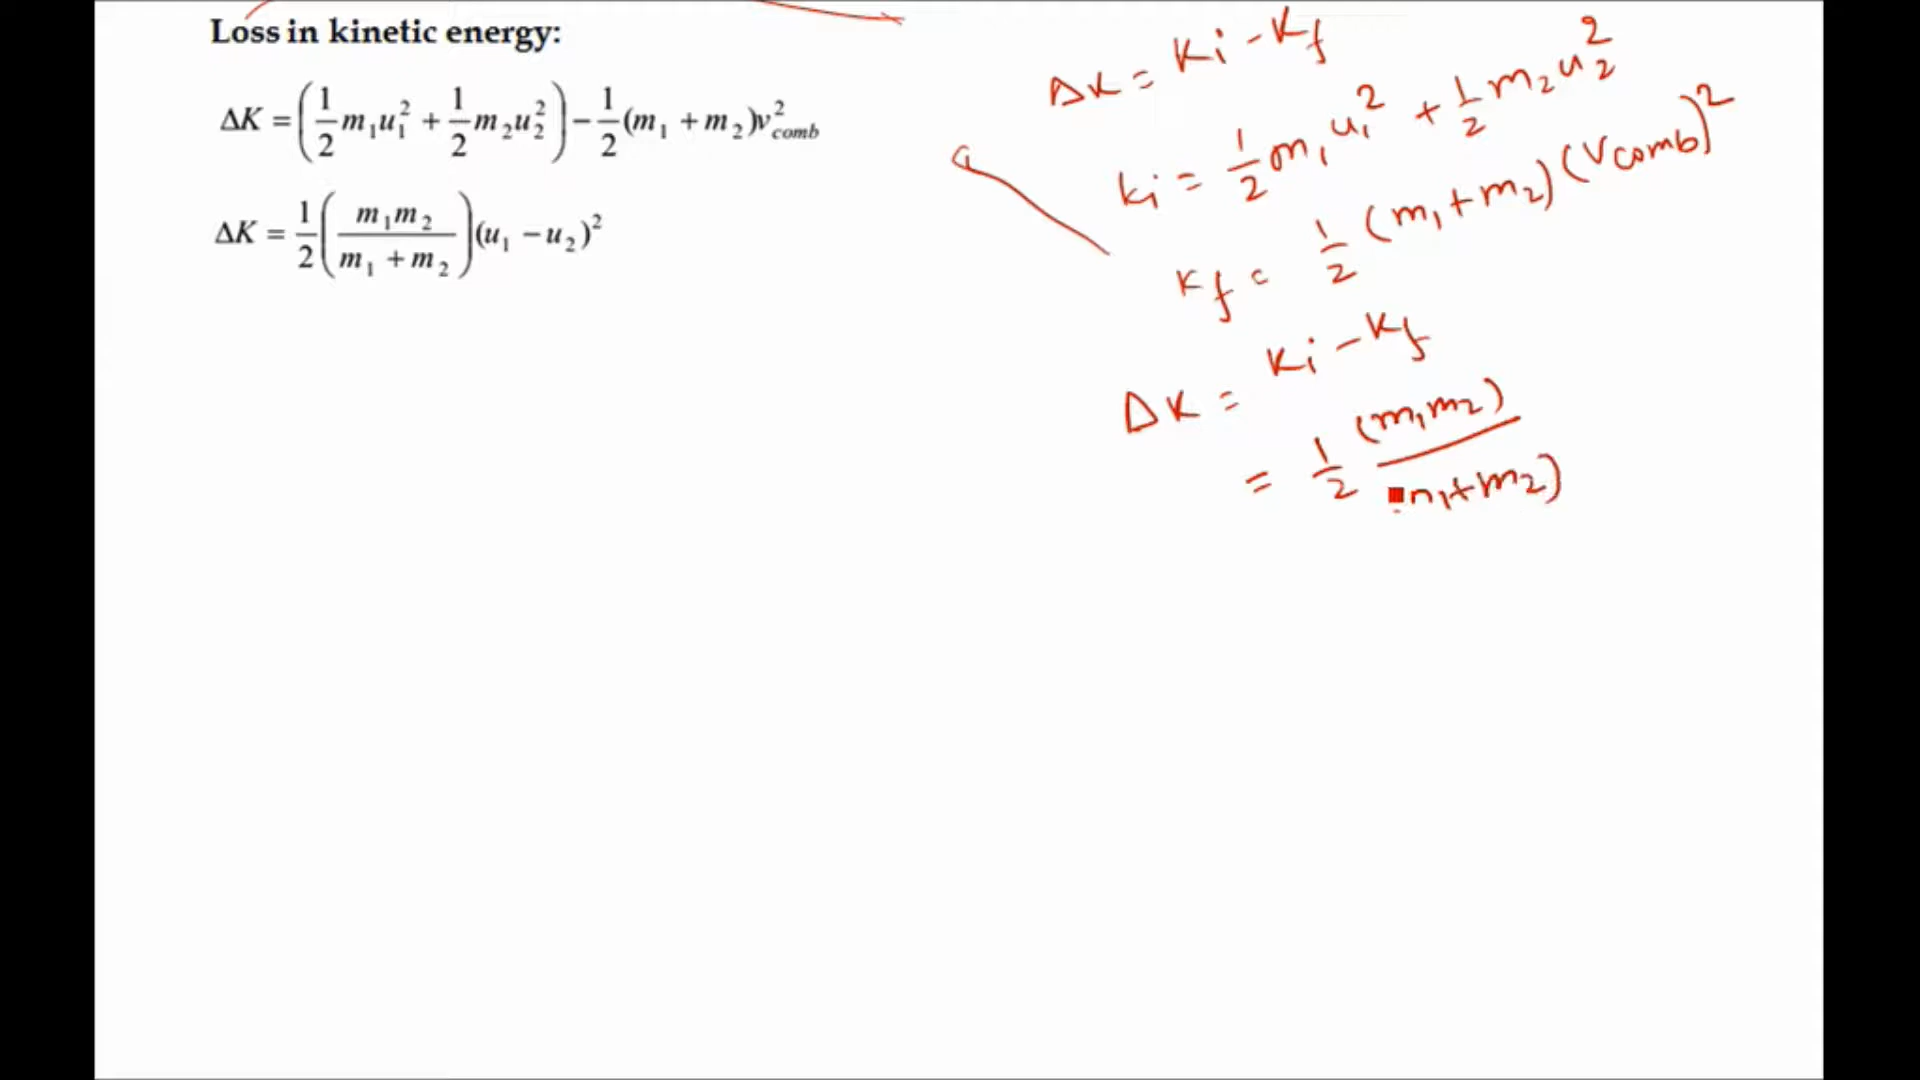 Loss in kinetic energy:
ΔK = (1/2 m₁u₁² + 1/2 m₂u₂²) − 1/2 (m₁ + m₂)v²comb
ΔK = 1/2 (m₁m₂ / m₁ + m₂)(u₁ − u₂)²
ΔK = Ki − Kf
Ki = 1/2 m₁u₁² + 1/2 m₂u₂²
Kf = 1/2 (m₁+m₂)(Vcomb)²
ΔK = Ki − Kf
= 1/2 (m₁m₂) / m₁+m₂)